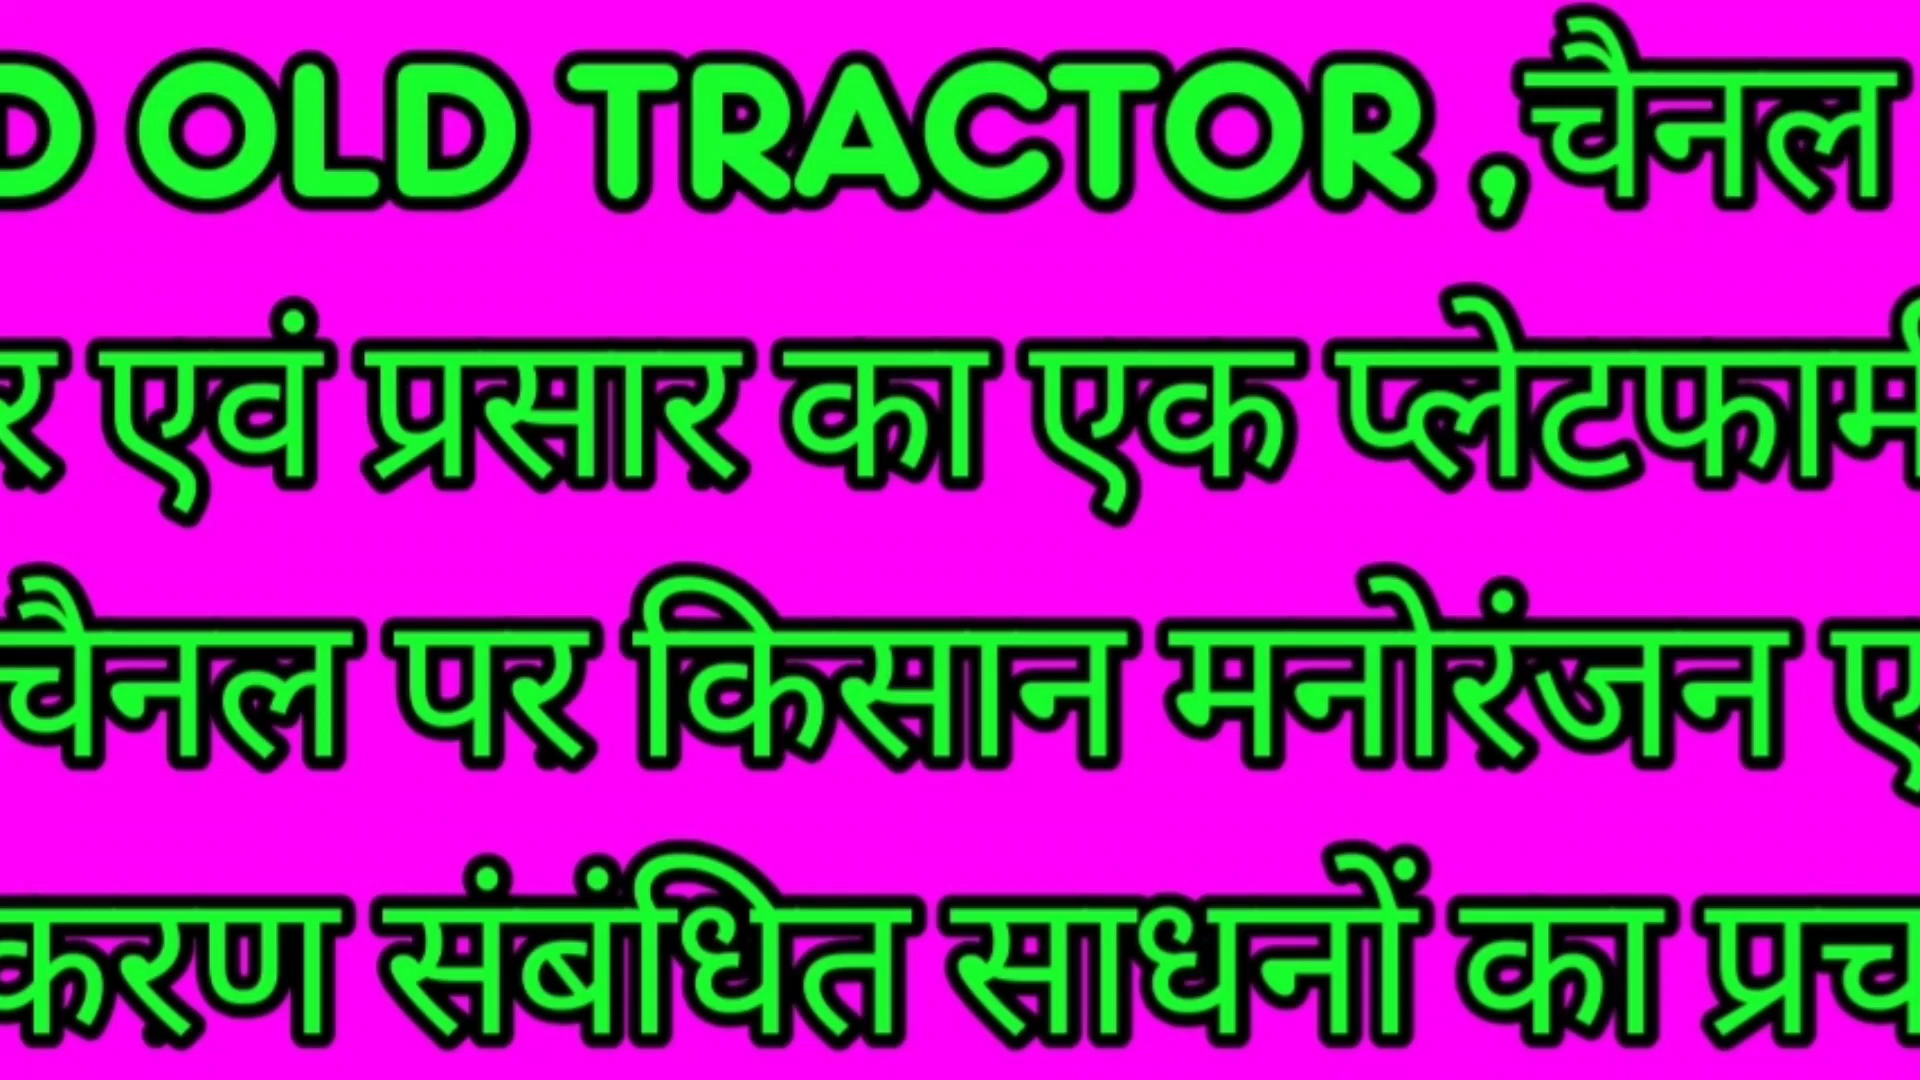 D OLD TRACTOR ,चैनल
र एवं प्रसार का एक प्लेटफार्म
चैनल पर किसान मनोरंजन ए
करण संबंधित साधनों का प्रच